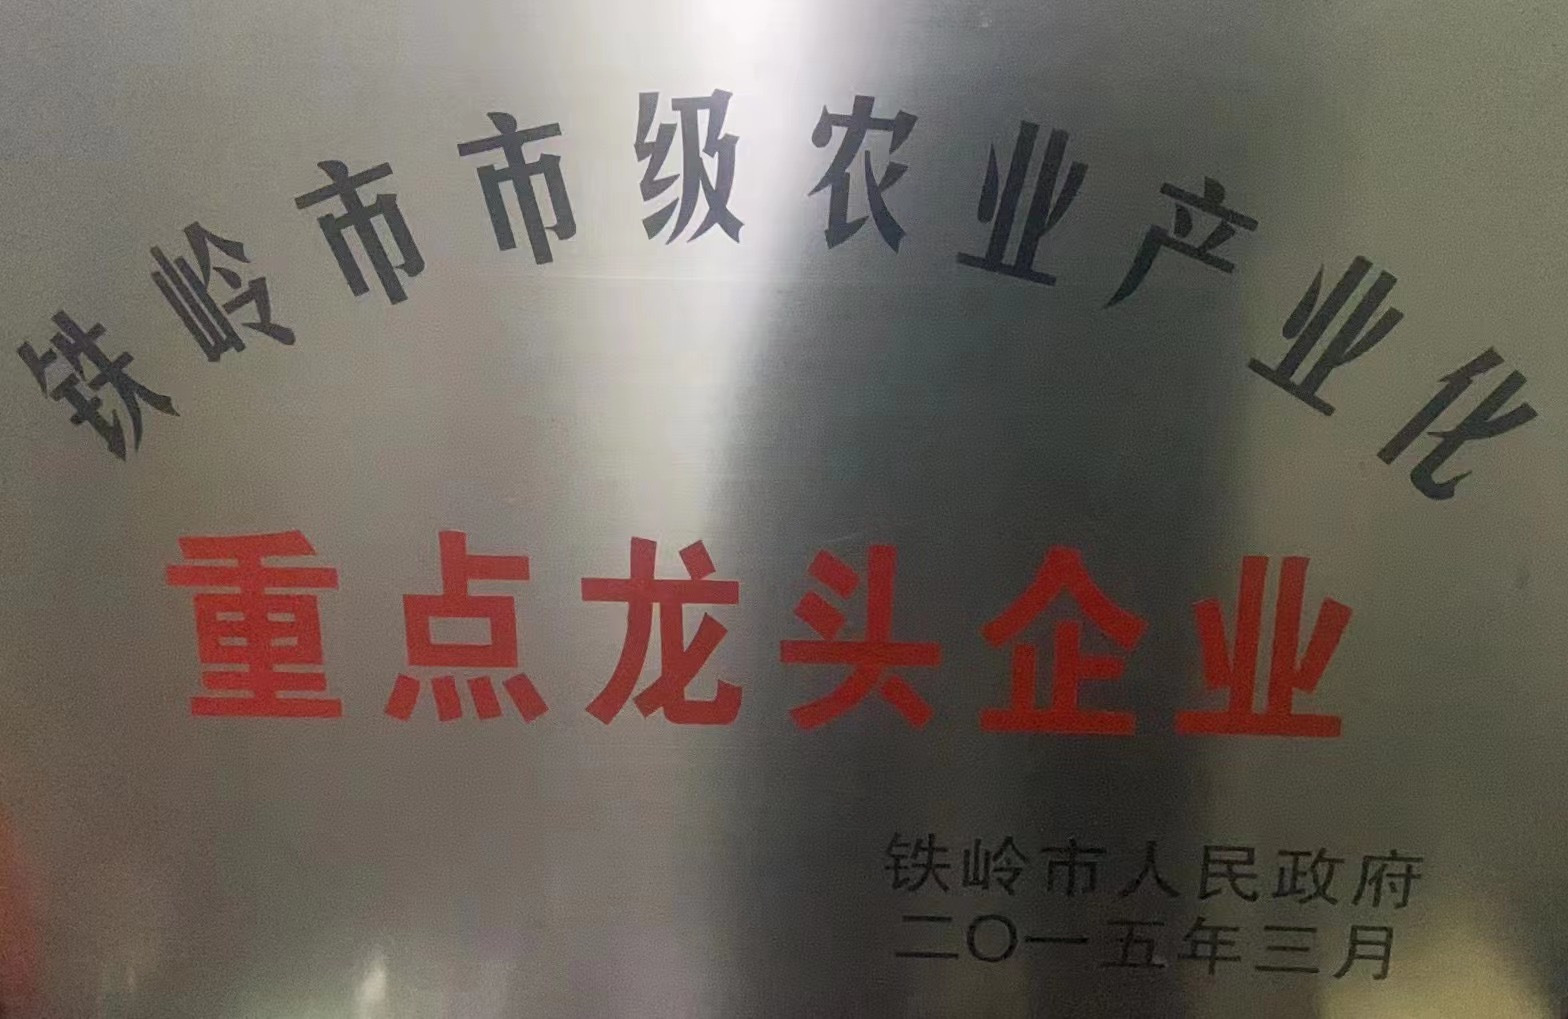 铁岭市市级农业产业化
重点龙头企业
铁岭市人民政府
二〇一五年三月